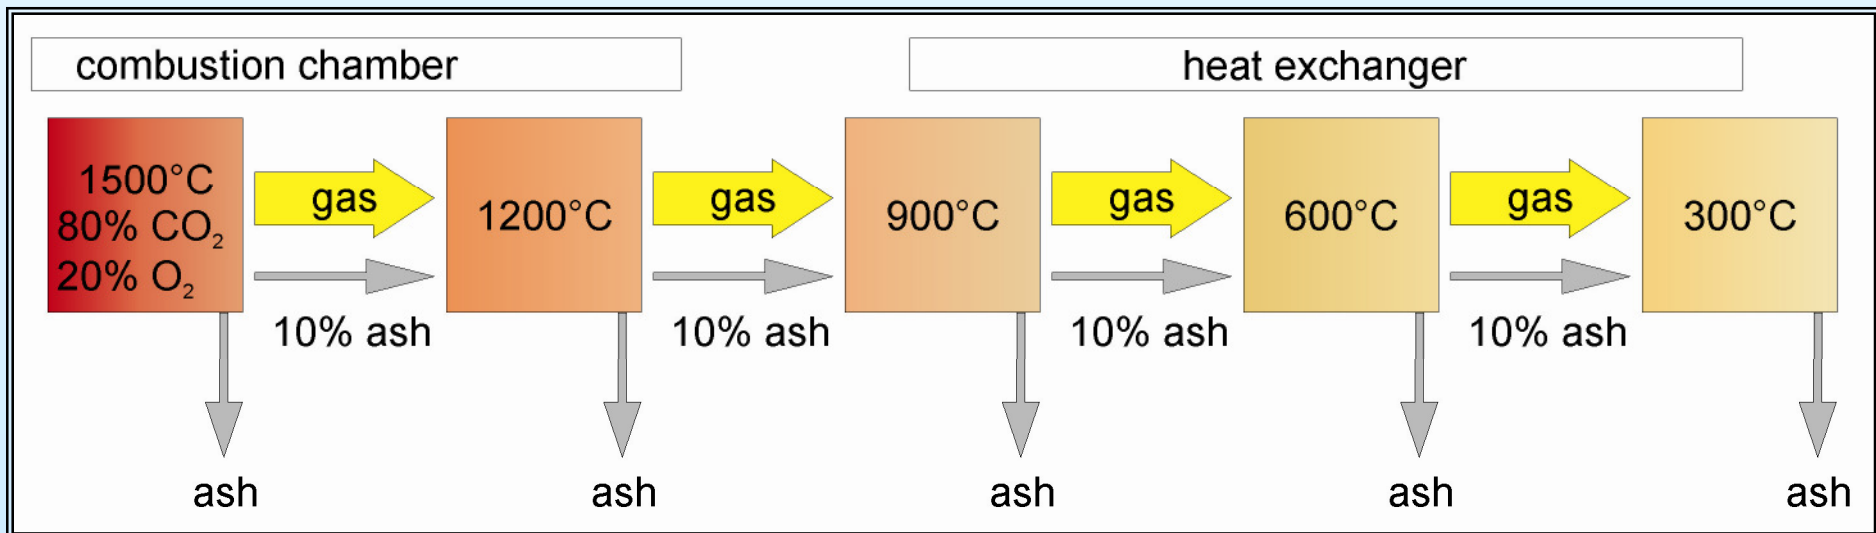 combustion chamber
heat exchanger
1500°C
80% CO₂
20% O₂
gas
10% ash
1200°C
gas
10% ash
900°C
gas
10% ash
600°C
gas
10% ash
300°C
ash
ash
ash
ash
ash